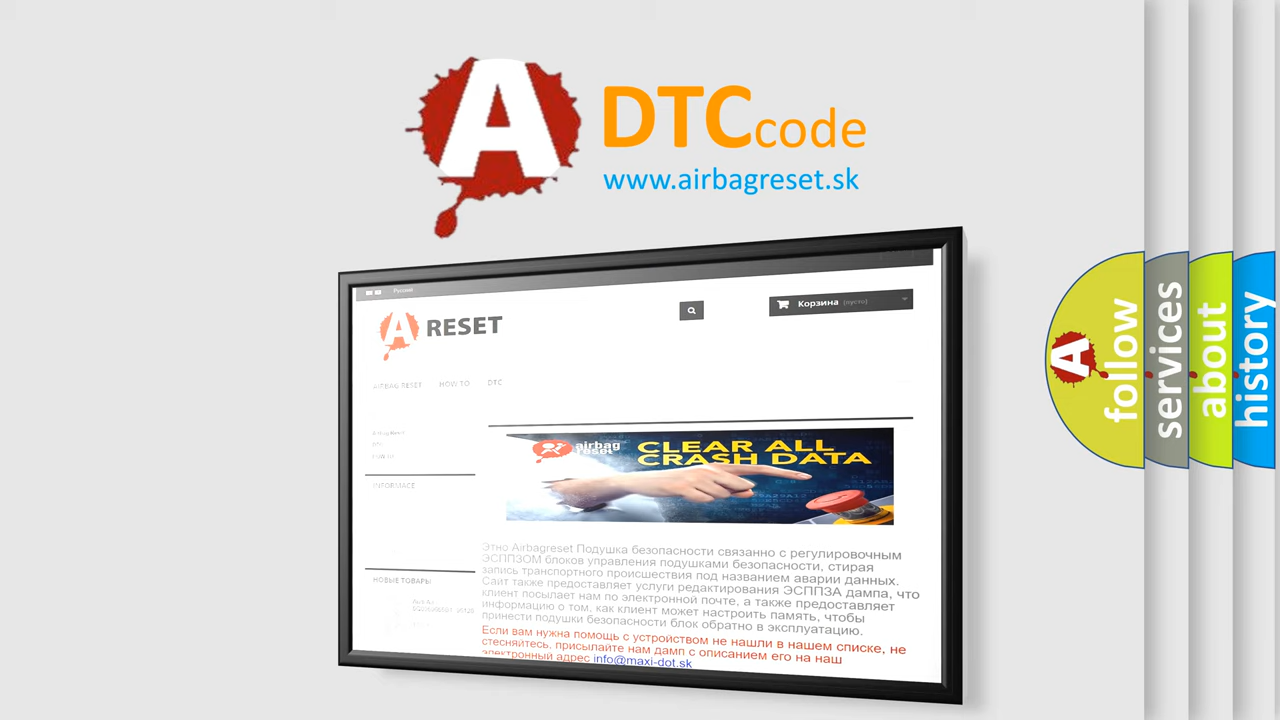 A DTCcode
www.airbagreset.sk
Русский
Корзина (пусто)
A RESET
AIRBAG RESET HOW TO DTC
INFORMACE
airbag
reset
CLEAR ALL
CRASH DATA
Этно Airbagreset Подушка безопасности связанно с регулировочным
ЭСППЗОМ блоков управления подушками безопасности, стирая
запись транспортного происшествия под названием аварии данных.
Сайт также предоставляет услуги редактирования ЭСППЗА дампа, что
клиент посылает нам по электронной почте, а также предоставляет
информацию о том, как клиент может настроить память, чтобы
принести подушки безопасности блок обратно в эксплуатацию.
Если вам нужна помощь с устройством не нашли в нашем списке, не
стесняйтесь, присылайте нам дамп с описанием его на наш
электронный адрес info@maxi-dot.sk
НОВЫЕ ТОВАРЫ
A
follow
services
about
history